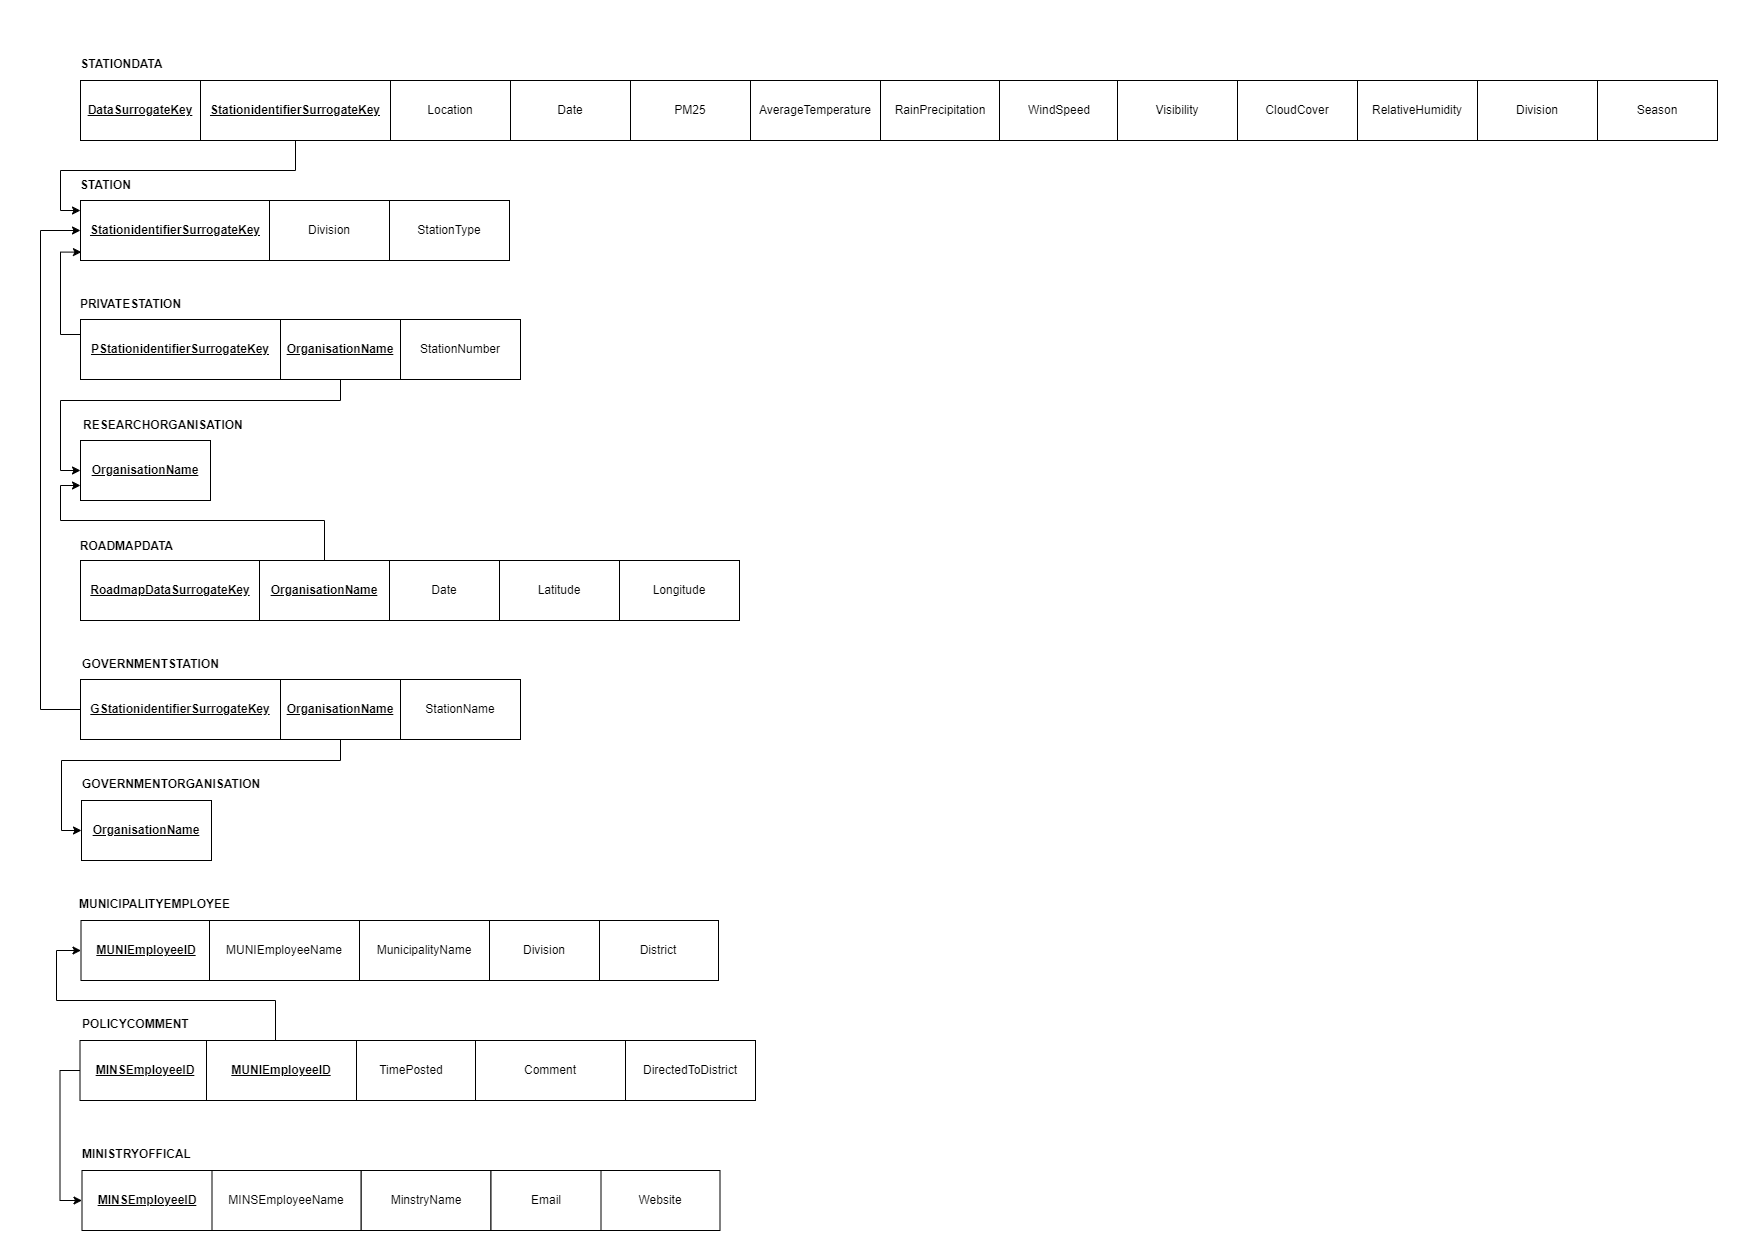 STATIONDATA
DataSurrogateKey StationidentifierSurrogateKey Location Date PM25 AverageTemperature RainPrecipitation WindSpeed Visibility CloudCover RelativeHumidity Division Season
STATION
StationidentifierSurrogateKey Division StationType
PRIVATESTATION
PStationidentifierSurrogateKey OrganisationName StationNumber
RESEARCHORGANISATION
OrganisationName
ROADMAPDATA
RoadmapDataSurrogateKey OrganisationName Date Latitude Longitude
GOVERNMENTSTATION
GStationidentifierSurrogateKey OrganisationName StationName
GOVERNMENTORGANISATION
OrganisationName
MUNICIPALITYEMPLOYEE
MUNIEmployeeID MUNIEmployeeName MunicipalityName Division District
POLICYCOMMENT
MINSEmployeeID MUNIEmployeeID TimePosted Comment DirectedToDistrict
MINISTRYOFFICAL
MINSEmployeeID MINSEmployeeName MinstryName Email Website